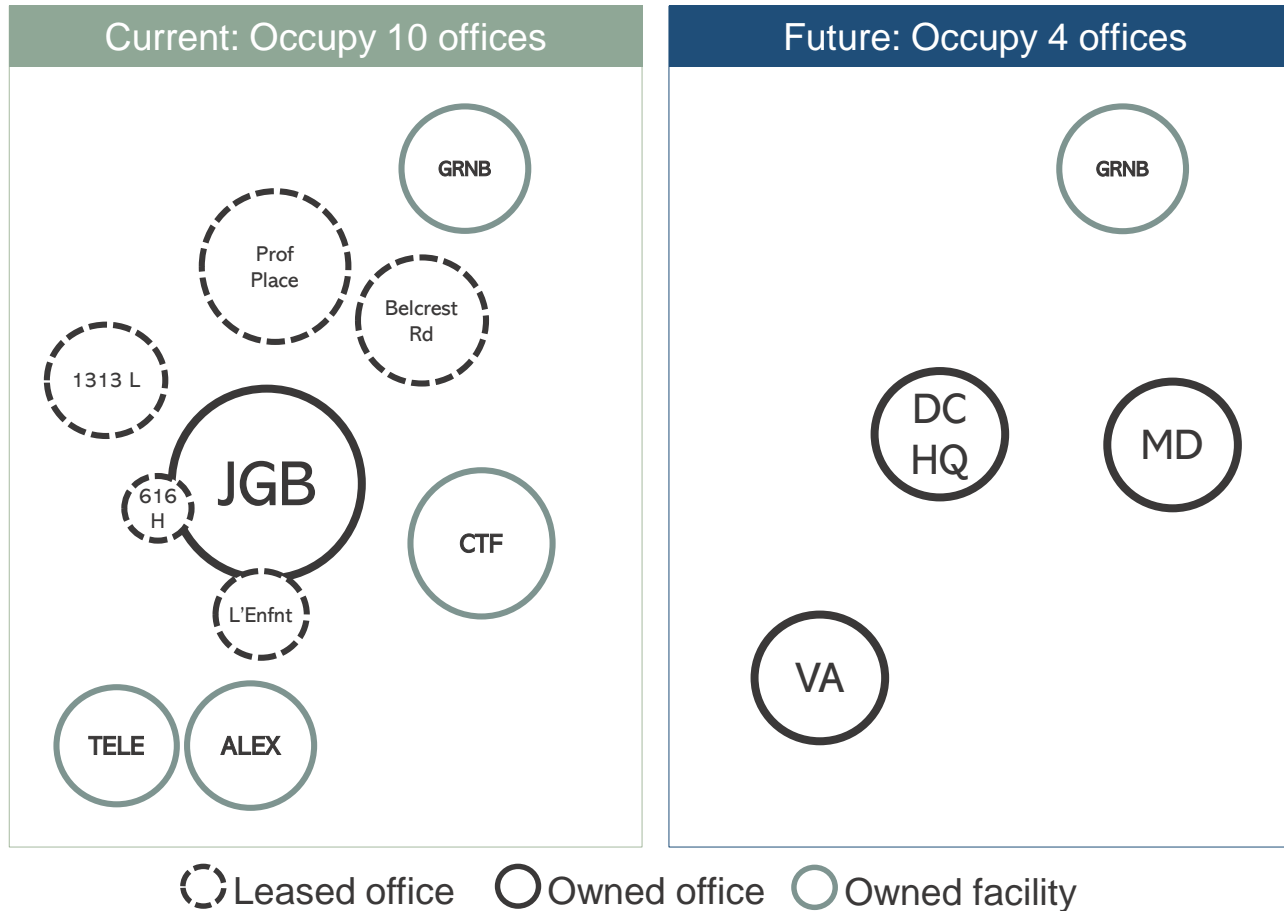 Current: Occupy 10 offices
GRNB
Prof
Place
Belcrest
Rd
1313 L
JGB
616
H
CTF
L'Enfnt
TELE
ALEX
Future: Occupy 4 offices
GRNB
DC
HQ
MD
VA
Leased office
Owned office
Owned facility